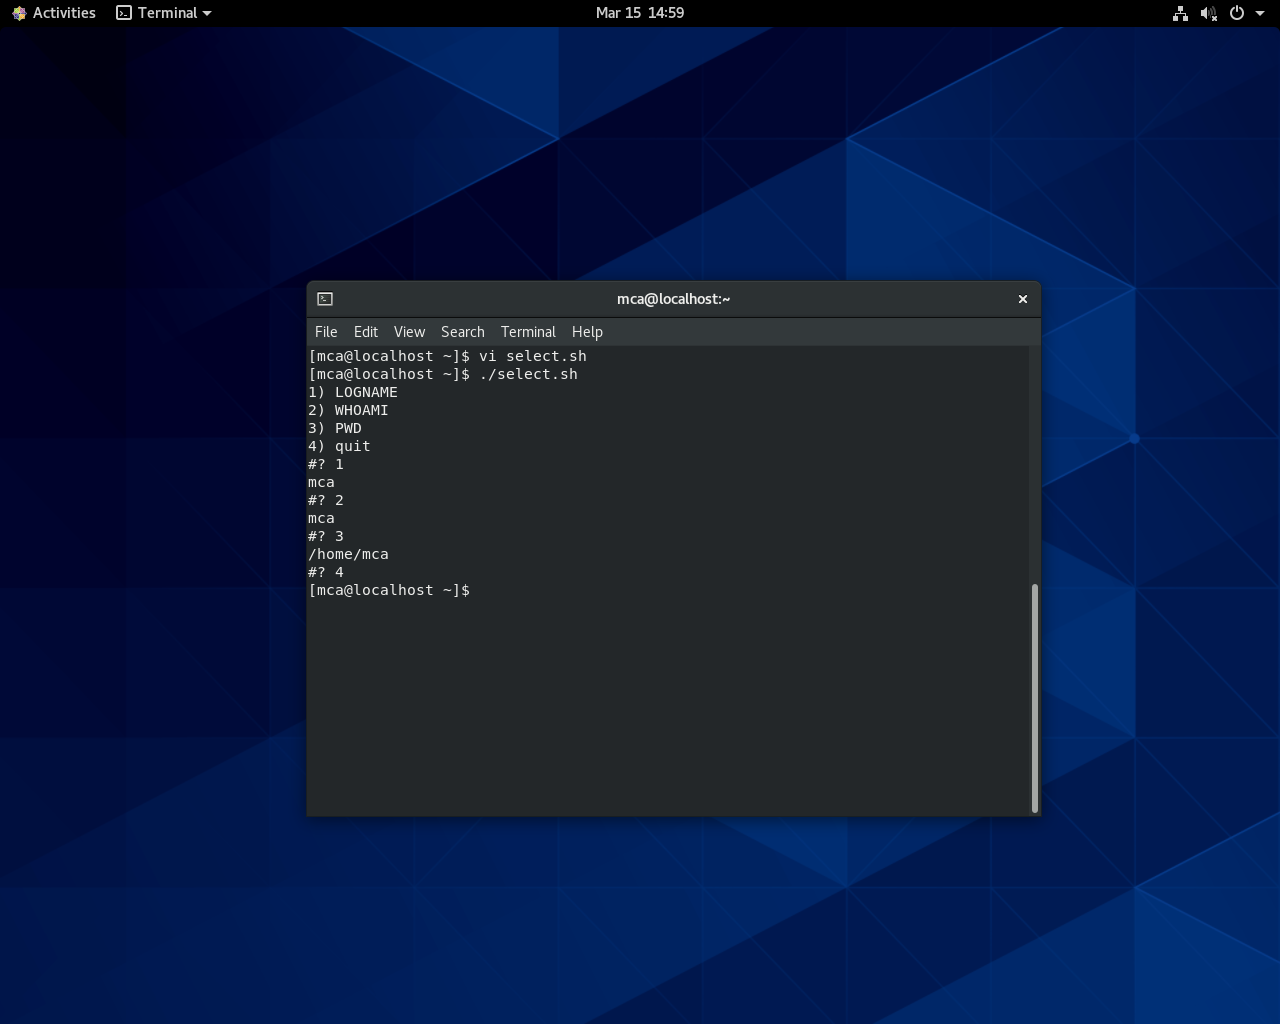 Activities Terminal Mar 15 14:59
mca@localhost:~
File Edit View Search Terminal Help
[mca@localhost ~]$ vi select.sh
[mca@localhost ~]$ ./select.sh
1) LOGNAME
2) WHOAMI
3) PWD
4) quit
#? 1
mca
#? 2
mca
#? 3
/home/mca
#? 4
[mca@localhost ~]$